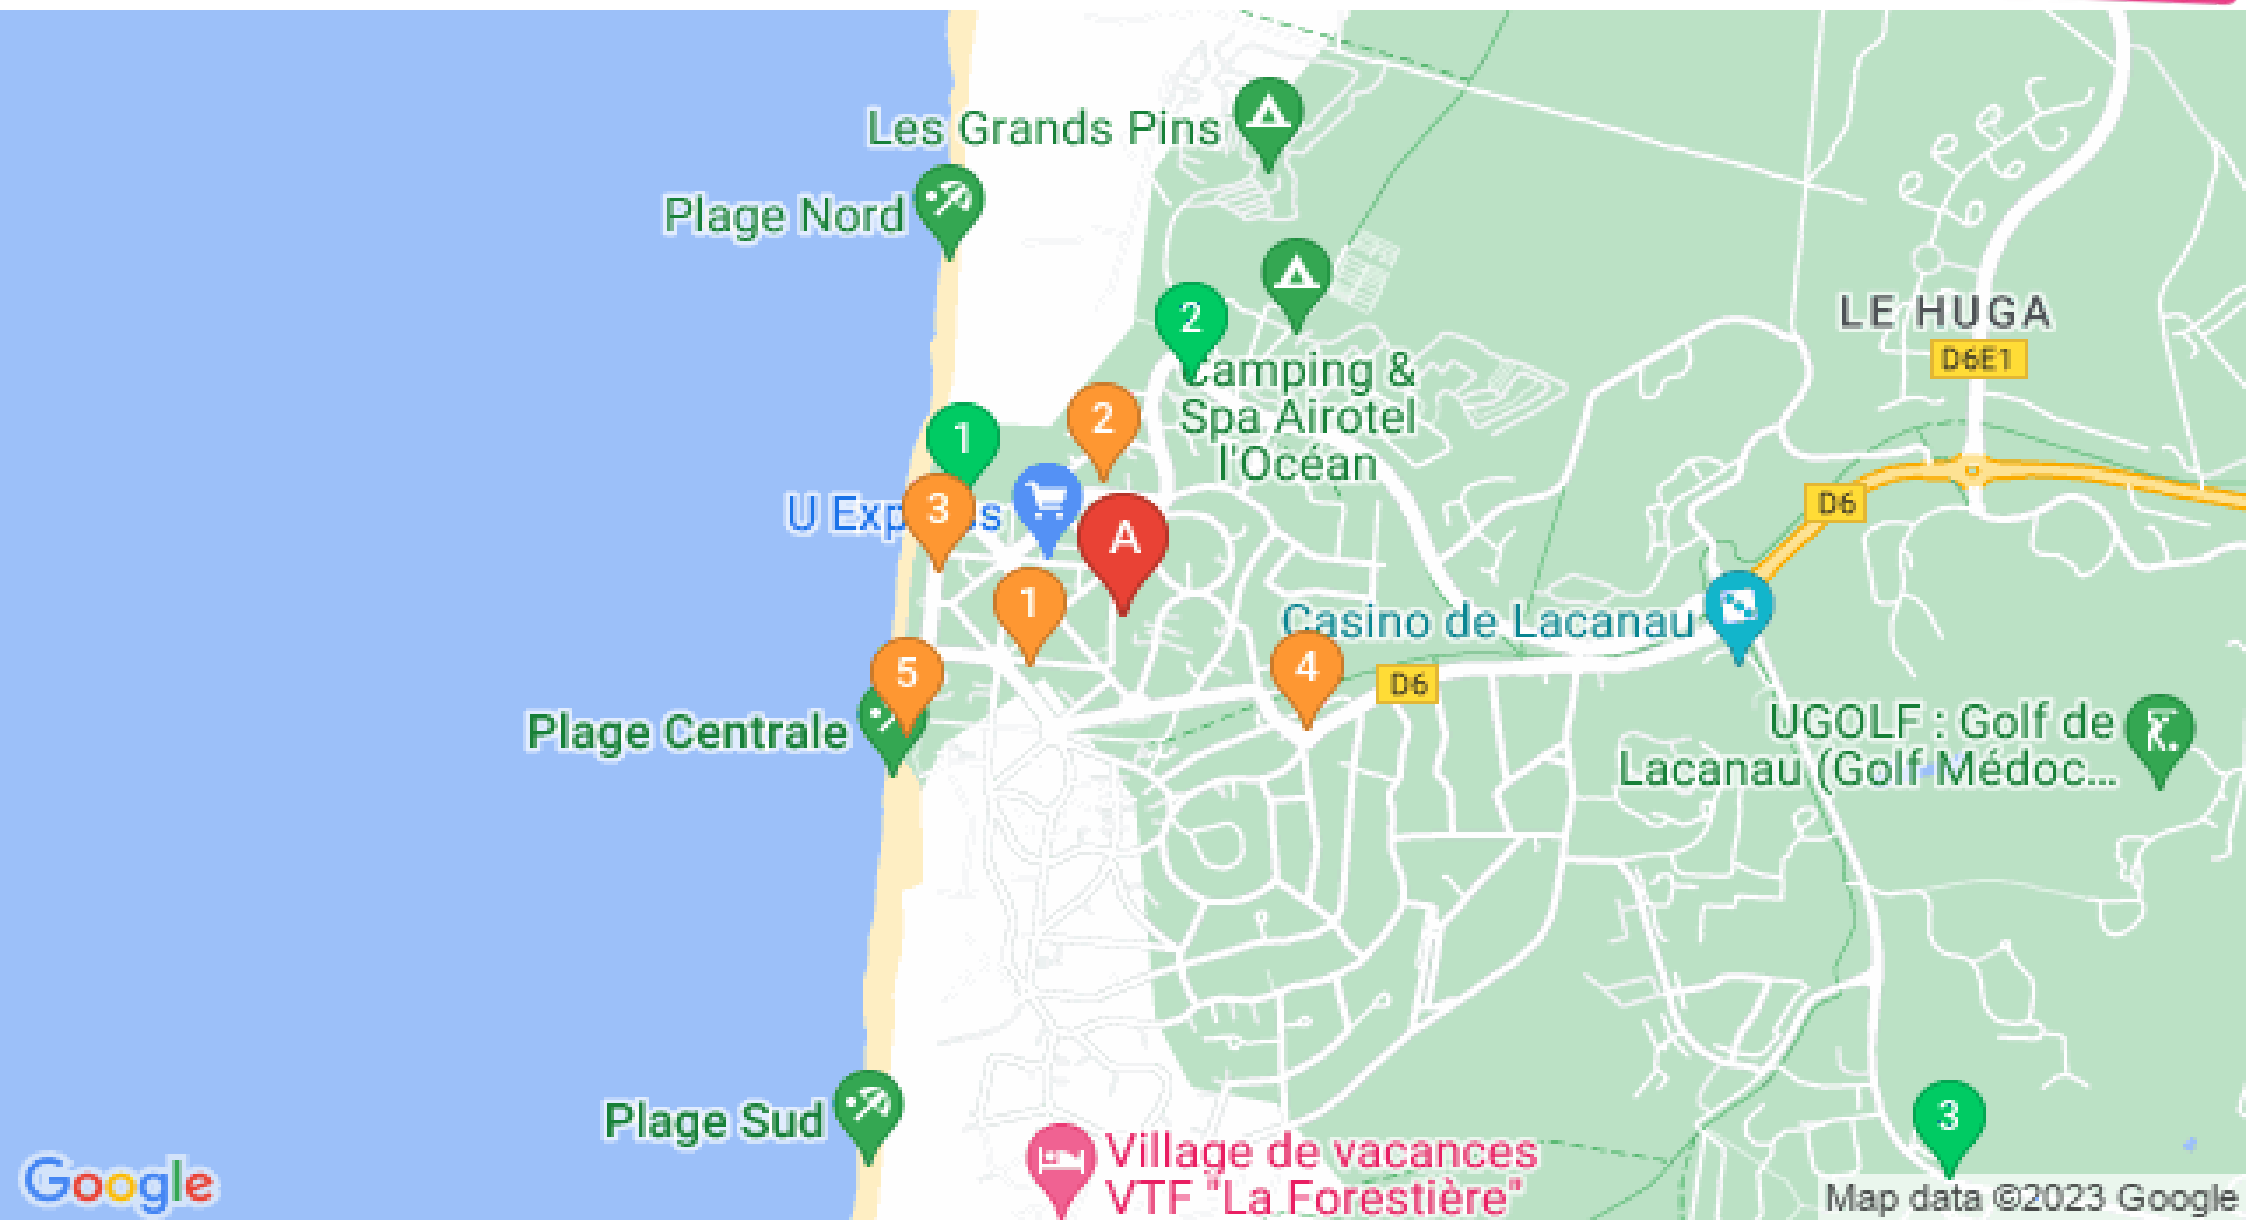 Les Grands Pins
Plage Nord
2
LE HUGA
D6E1
Camping &
Spa Airotel
l'Océan
2
1
3
U Exp
s
A
D6
1
Casino de Lacanau
4
D6
5
Plage Centrale
UGOLF : Golf de
Lacanau (Golf Médoc...
Plage Sud
3
Village de vacances
VTF "La Forestière"
Google
Map data ©2023 Google